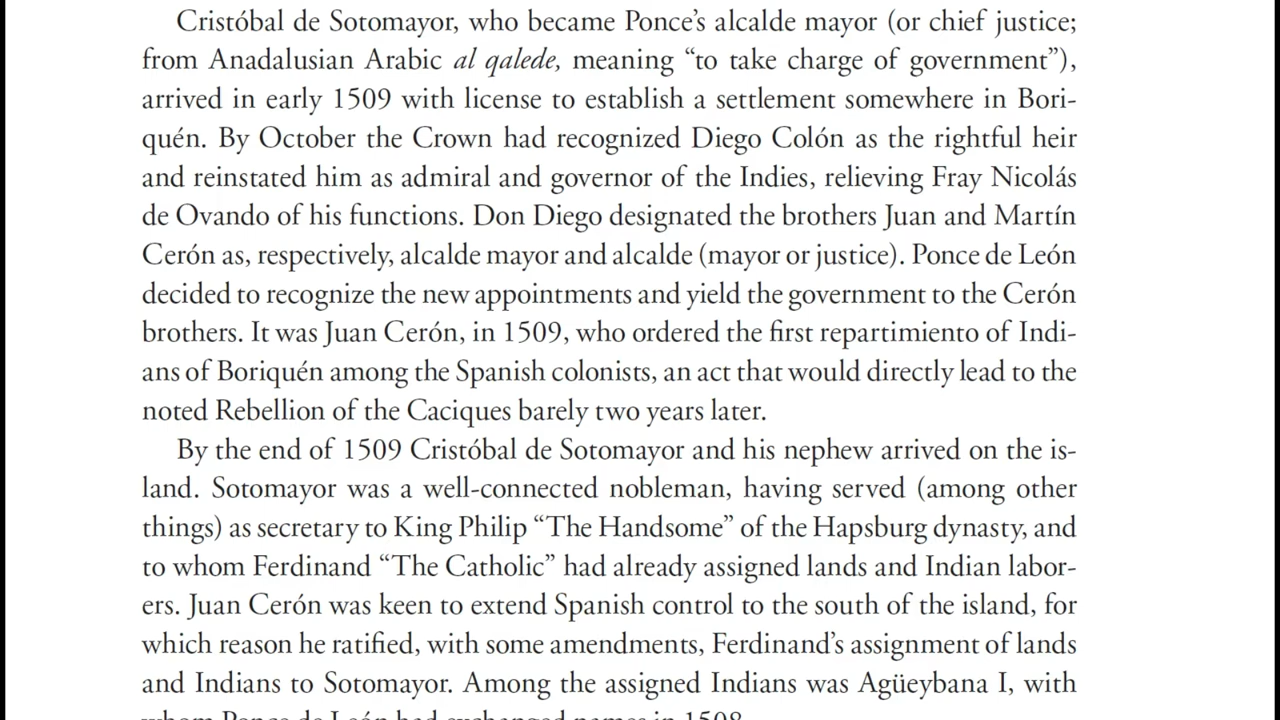 Cristóbal de Sotomayor, who became Ponce’s alcalde mayor (or chief justice;
from Anadalusian Arabic al qalede, meaning “to take charge of government”),
arrived in early 1509 with license to establish a settlement somewhere in Bori-
quén. By October the Crown had recognized Diego Colón as the rightful heir
and reinstated him as admiral and governor of the Indies, relieving Fray Nicolás
de Ovando of his functions. Don Diego designated the brothers Juan and Martín
Cerón as, respectively, alcalde mayor and alcalde (mayor or justice). Ponce de León
decided to recognize the new appointments and yield the government to the Cerón
brothers. It was Juan Cerón, in 1509, who ordered the first repartimiento of Indi-
ans of Boriquén among the Spanish colonists, an act that would directly lead to the
noted Rebellion of the Caciques barely two years later.
By the end of 1509 Cristóbal de Sotomayor and his nephew arrived on the is-
land. Sotomayor was a well-connected nobleman, having served (among other
things) as secretary to King Philip “The Handsome” of the Hapsburg dynasty, and
to whom Ferdinand “The Catholic” had already assigned lands and Indian labor-
ers. Juan Cerón was keen to extend Spanish control to the south of the island, for
which reason he ratified, with some amendments, Ferdinand’s assignment of lands
and Indians to Sotomayor. Among the assigned Indians was Agüeybana I, with
whom Ponce de León had exchanged names in 1508.